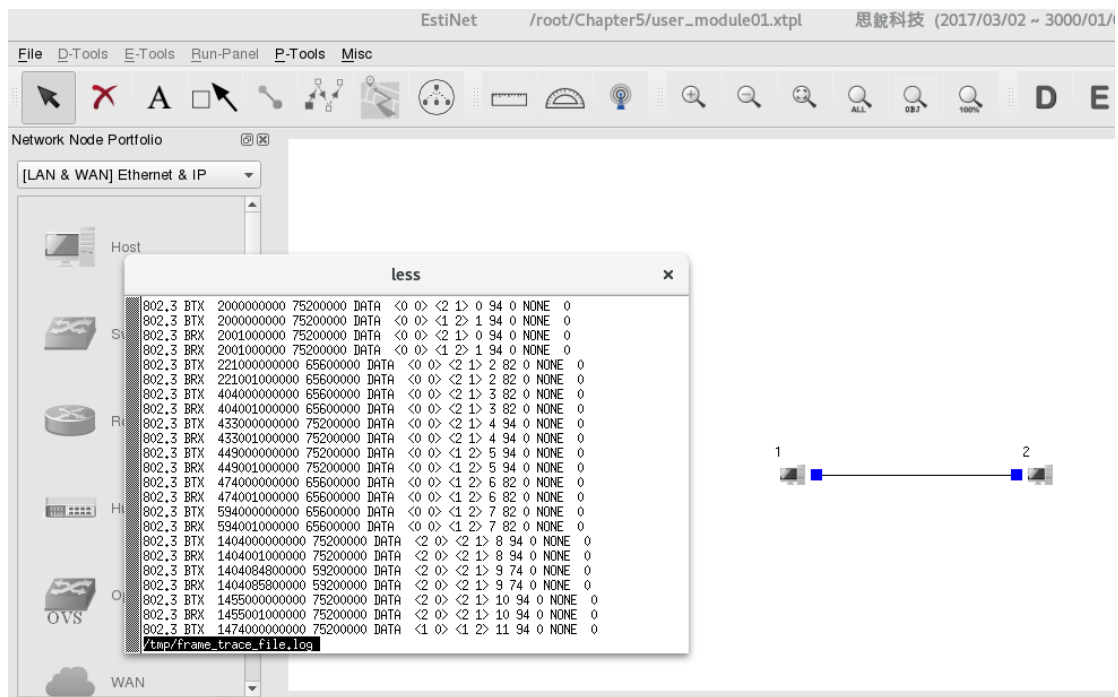 EstiNet /root/Chapter5/user_module01.xtpl 思銳科技 (2017/03/02 ~ 3000/01/
File D-Tools E-Tools Run-Panel P-Tools Misc
A ALL OBJ 100% D E
Network Node Portfolio
[LAN & WAN] Ethernet & IP
Host
less
802.3 BTX 2000000000 75200000 DATA <0 0> <2 1> 0 94 0 NONE 0
802.3 BTX 2000000000 75200000 DATA <0 0> <1 2> 1 94 0 NONE 0
802.3 BRX 2001000000 75200000 DATA <0 0> <2 1> 0 94 0 NONE 0
802.3 BRX 2001000000 75200000 DATA <0 0> <1 2> 1 94 0 NONE 0
802.3 BTX 221000000000 65600000 DATA <0 0> <2 1> 2 82 0 NONE 0
802.3 BRX 221001000000 65600000 DATA <0 0> <2 1> 2 82 0 NONE 0
802.3 BTX 404000000000 65600000 DATA <0 0> <2 1> 3 82 0 NONE 0
802.3 BRX 404001000000 65600000 DATA <0 0> <2 1> 3 82 0 NONE 0
802.3 BTX 433000000000 75200000 DATA <0 0> <2 1> 4 94 0 NONE 0
802.3 BRX 433001000000 75200000 DATA <0 0> <2 1> 4 94 0 NONE 0
802.3 BTX 449000000000 75200000 DATA <0 0> <1 2> 5 94 0 NONE 0
802.3 BRX 449001000000 75200000 DATA <0 0> <1 2> 5 94 0 NONE 0
802.3 BTX 474000000000 65600000 DATA <0 0> <1 2> 6 82 0 NONE 0
802.3 BRX 474001000000 65600000 DATA <0 0> <1 2> 6 82 0 NONE 0
802.3 BTX 594000000000 65600000 DATA <0 0> <1 2> 7 82 0 NONE 0
802.3 BRX 594001000000 65600000 DATA <0 0> <1 2> 7 82 0 NONE 0
802.3 BTX 1404000000000 75200000 DATA <2 0> <2 1> 8 94 0 NONE 0
802.3 BRX 1404001000000 75200000 DATA <2 0> <2 1> 8 94 0 NONE 0
802.3 BTX 1404084800000 59200000 DATA <2 0> <2 1> 9 74 0 NONE 0
802.3 BRX 1404085800000 59200000 DATA <2 0> <2 1> 9 74 0 NONE 0
802.3 BTX 1455000000000 75200000 DATA <2 0> <2 1> 10 94 0 NONE 0
802.3 BRX 1455001000000 75200000 DATA <2 0> <2 1> 10 94 0 NONE 0
802.3 BTX 1474000000000 75200000 DATA <1 0> <1 2> 11 94 0 NONE 0
/tmp/frame_trace_file.log
1 2
OVS
WAN